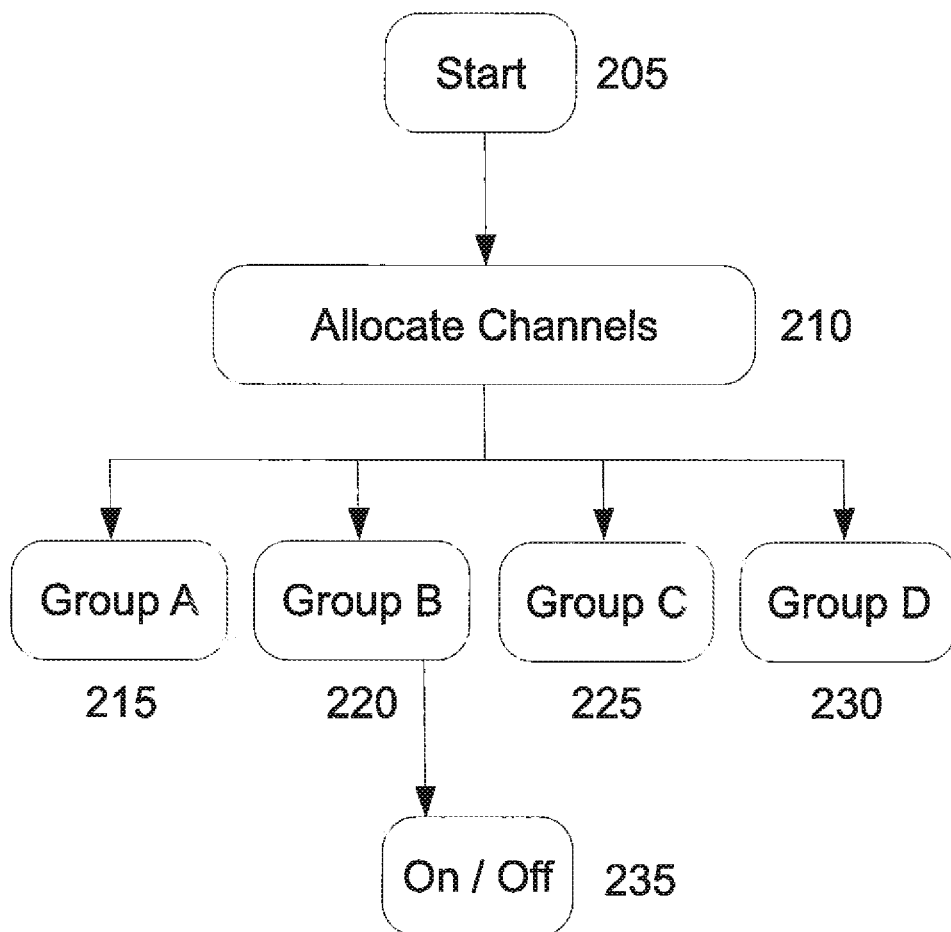 Start 205
Allocate Channels 210
Group A Group B Group C Group D
215 220 225 230
On / Off 235